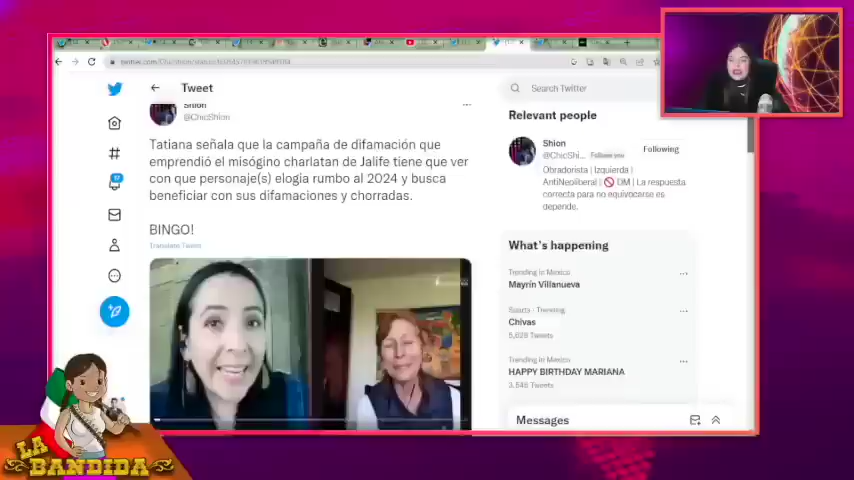 Tweet
Search Twitter
Shion
@ChicShion
Tatiana señala que la campaña de difamación que
emprendió el misógino charlatan de Jalife tiene que ver
con que personaje(s) elogia rumbo al 2024 y busca
beneficiar con sus difamaciones y chorradas.
BINGO!
Translate Tweet
Relevant people
Shion
@ChicShi... Follows you
Following
Obradorista | Izquierda |
AntiNeoliberal | 🚫 DM | La respuesta
correcta para no equivocarse es
depende.
What's happening
Trending in Mexico
Mayrín Villanueva
Sports · Trending
Chivas
5,628 Tweets
Trending in Mexico
HAPPY BIRTHDAY MARIANA
3,546 Tweets
Messages
LA
BANDIDA